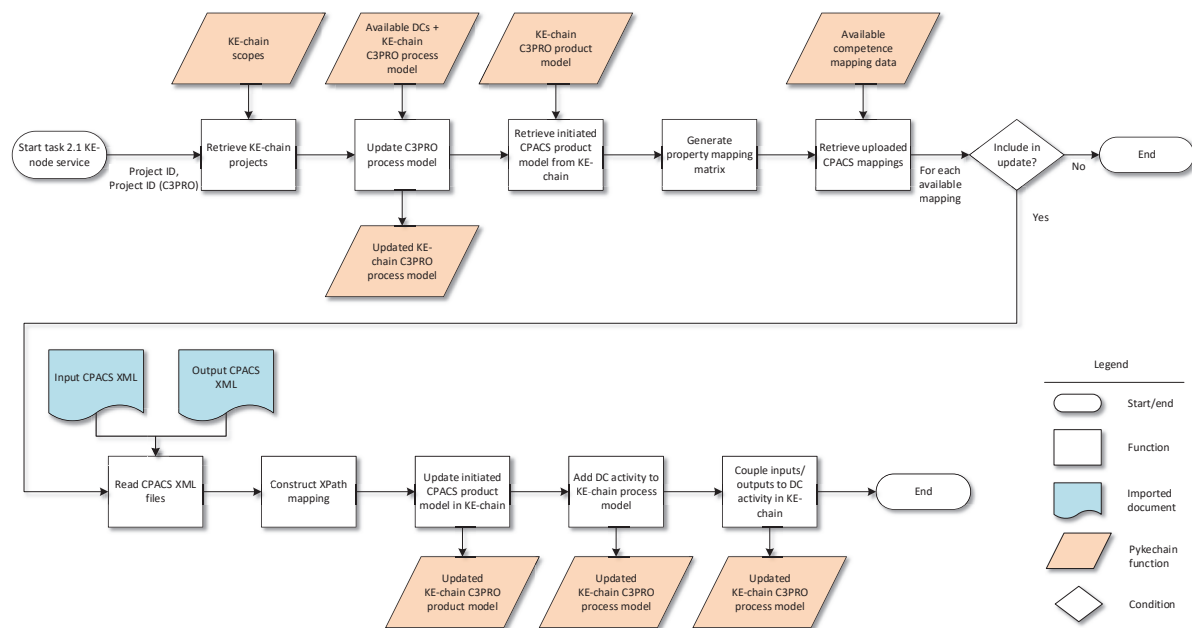 KE-chain
scopes
Available DCs +
KE-chain
C3PRO process
model
KE-chain
C3PRO product
model
Available
competence
mapping data
Start task 2.1 KE-
node service
Project ID,
Project ID (C3PRO)
Retrieve KE-chain
projects
Update C3PRO
process model
Retrieve initiated
CPACS product
model from KE-
chain
Generate
property mapping
matrix
Retrieve uploaded
CPACS mappings
For each
available
mapping
Include in
update?
No
End
Yes
Updated KE-
chain C3PRO
process model
Input CPACS XML
Output CPACS
XML
Read CPACS XML
files
Construct XPath
mapping
Update initiated
CPACS product
model in KE-chain
Add DC activity to
KE-chain process
model
Couple inputs/
outputs to DC
activity in KE-
chain
End
Updated
KE-chain C3PRO
product model
Updated
KE-chain C3PRO
process model
Updated
KE-chain C3PRO
process model
Legend
Start/end
Function
Imported
document
Pykechain
function
Condition